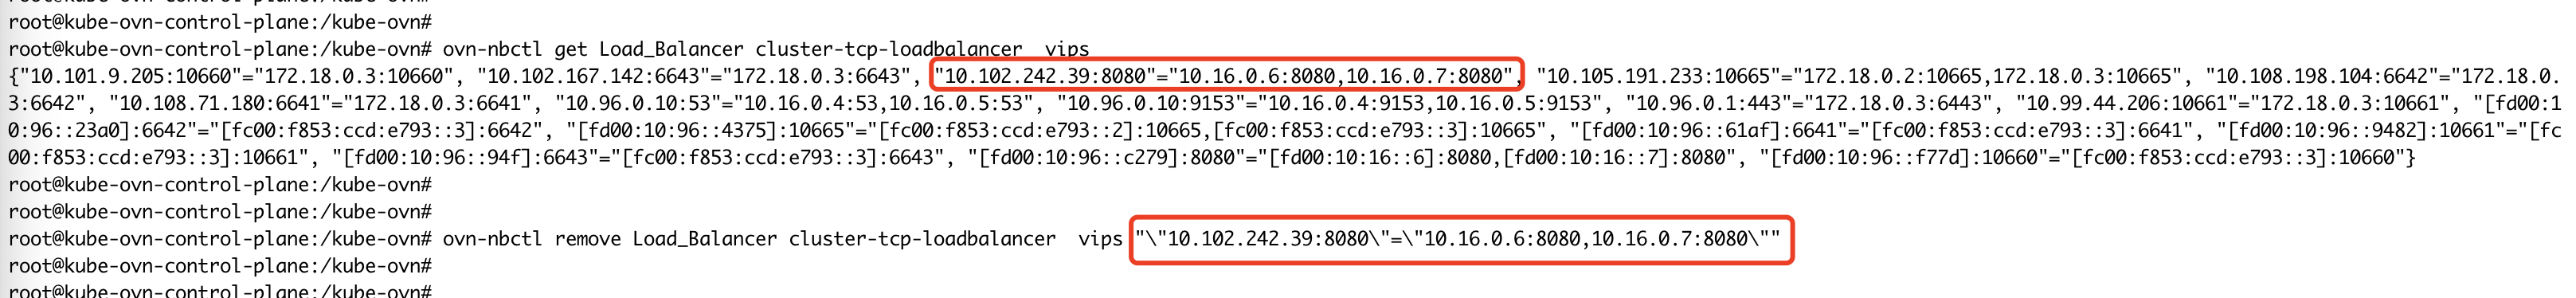 root@kube-ovn-control-plane:/kube-ovn#
root@kube-ovn-control-plane:/kube-ovn#
root@kube-ovn-control-plane:/kube-ovn# ovn-nbctl get Load_Balancer cluster-tcp-loadbalancer  vips
{"10.101.9.205:10660"="172.18.0.3:10660", "10.102.167.142:6643"="172.18.0.3:6643", "10.102.242.39:8080"="10.16.0.6:8080,10.16.0.7:8080", "10.105.191.233:10665"="172.18.0.2:10665,172.18.0.3:10665", "10.108.198.104:6642"="172.18.0.
3:6642", "10.108.71.180:6641"="172.18.0.3:6641", "10.96.0.10:53"="10.16.0.4:53,10.16.0.5:53", "10.96.0.10:9153"="10.16.0.4:9153,10.16.0.5:9153", "10.96.0.1:443"="172.18.0.3:6443", "10.99.44.206:10661"="172.18.0.3:10661", "[fd00:1
0:96::23a0]:6642"="[fc00:f853:ccd:e793::3]:6642", "[fd00:10:96::4375]:10665"="[fc00:f853:ccd:e793::2]:10665,[fc00:f853:ccd:e793::3]:10665", "[fd00:10:96::61af]:6641"="[fc00:f853:ccd:e793::3]:6641", "[fd00:10:96::9482]:10661"="[fc
00:f853:ccd:e793::3]:10661", "[fd00:10:96::94f]:6643"="[fc00:f853:ccd:e793::3]:6643", "[fd00:10:96::c279]:8080"="[fd00:10:16::6]:8080,[fd00:10:16::7]:8080", "[fd00:10:96::f77d]:10660"="[fc00:f853:ccd:e793::3]:10660"}
root@kube-ovn-control-plane:/kube-ovn#
root@kube-ovn-control-plane:/kube-ovn#
root@kube-ovn-control-plane:/kube-ovn# ovn-nbctl remove Load_Balancer cluster-tcp-loadbalancer  vips "\"10.102.242.39:8080\"=\"10.16.0.6:8080,10.16.0.7:8080\""
root@kube-ovn-control-plane:/kube-ovn#
root@kube-ovn-control-plane:/kube-ovn#